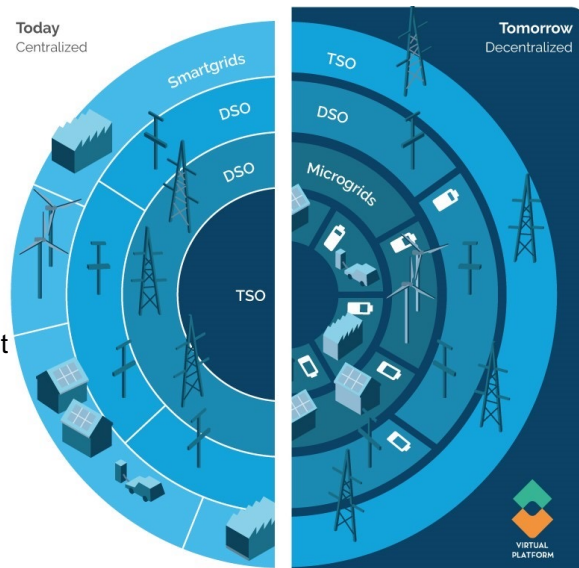 Today
Centralized
Smartgrids
DSO
DSO
TSO
t
Tomorrow
Decentralized
TSO
DSO
Microgrids
VIRTUAL
PLATFORM